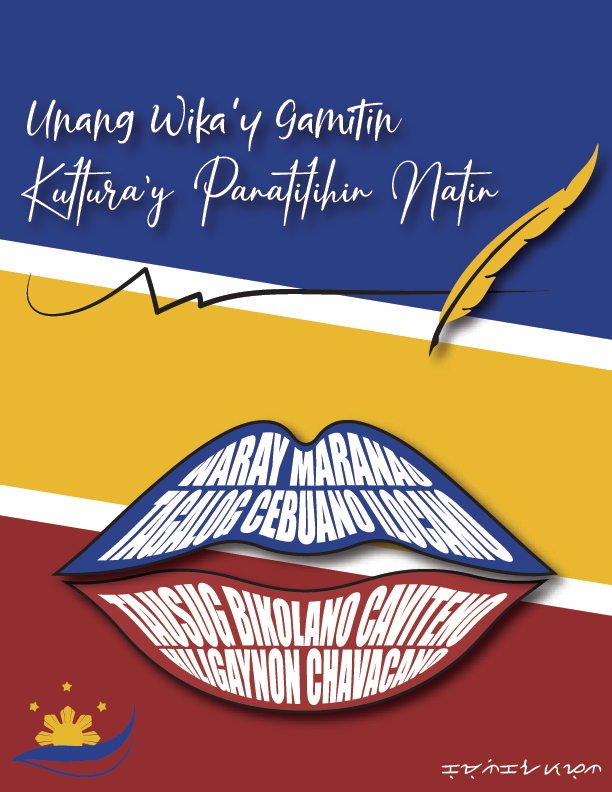 Unang Wika'y Gamitin
Kultura'y Panatilihin Natin
WARAY MARANAO
TAGALOG CEBUANO ILOCANO
TAUSUG BIKOLANO CAVITENO
HILIGAYNON CHAVACANO